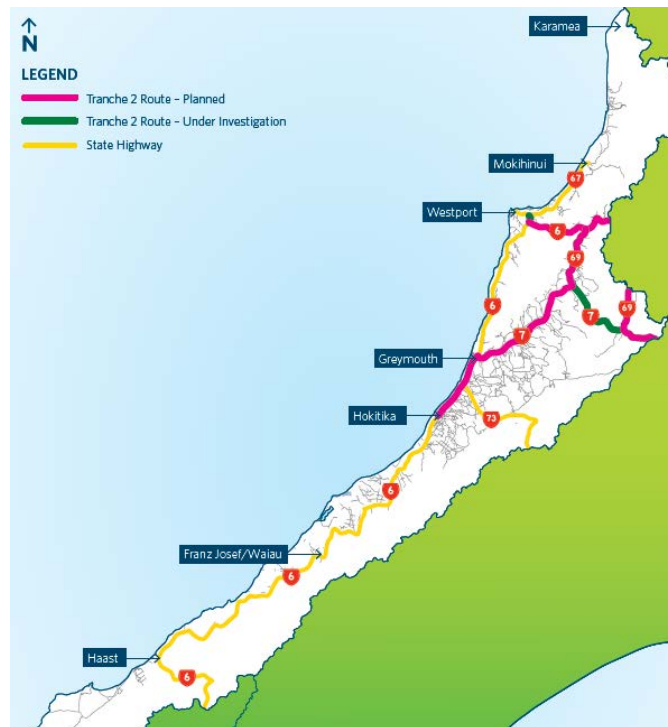 N
LEGEND
Tranche 2 Route – Planned
Tranche 2 Route – Under Investigation
State Highway
Karamea
Mokihinui
67
Westport
6
69
6
69
7
7
Greymouth
Hokitika
73
6
Franz Josef/Waiau
6
Haast
6